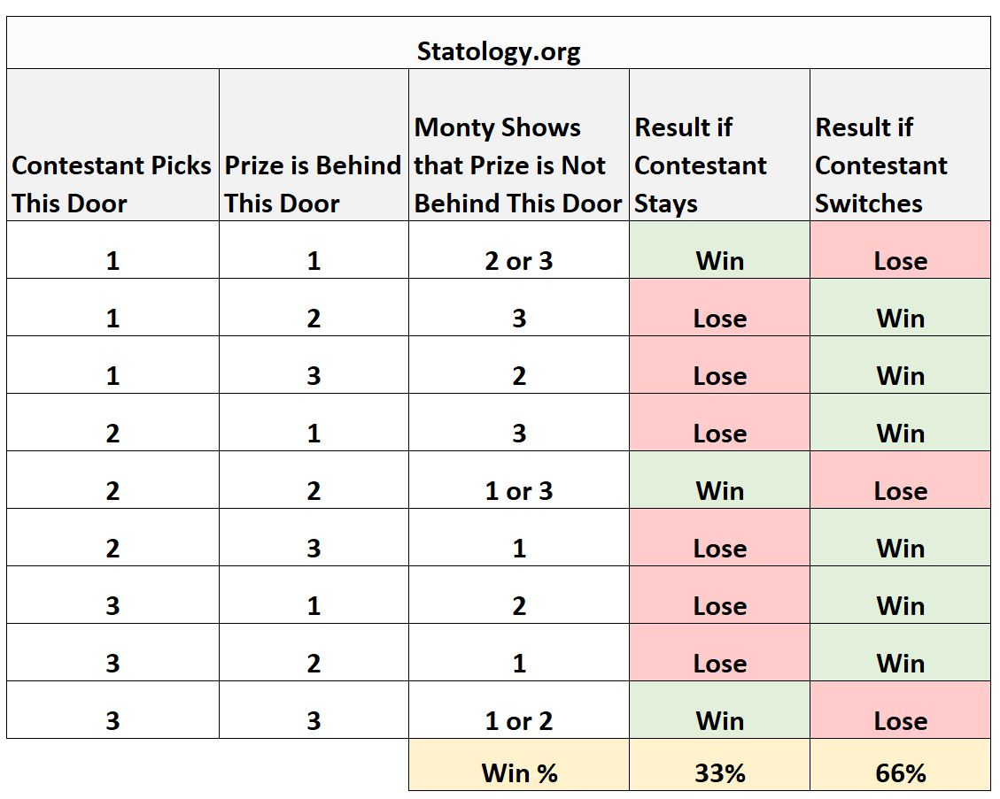 Statology.org
Contestant Picks This Door
Prize is Behind This Door
Monty Shows that Prize is Not Behind This Door
Result if Contestant Stays
Result if Contestant Switches
1 1 2 or 3 Win Lose
1 2 3 Lose Win
1 3 2 Lose Win
2 1 3 Lose Win
2 2 1 or 3 Win Lose
2 3 1 Lose Win
3 1 2 Lose Win
3 2 1 Lose Win
3 3 1 or 2 Win Lose
Win % 33% 66%